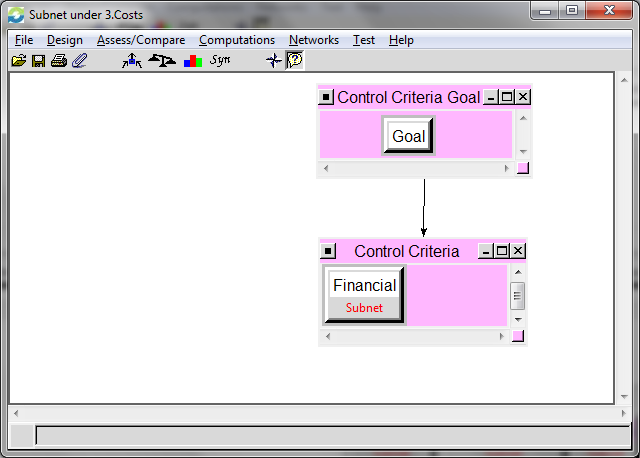 Subnet under 3.Costs
File Design Assess/Compare Computations Networks Test Help
Syn
Control Criteria Goal
Goal
Control Criteria
Financial
Subnet